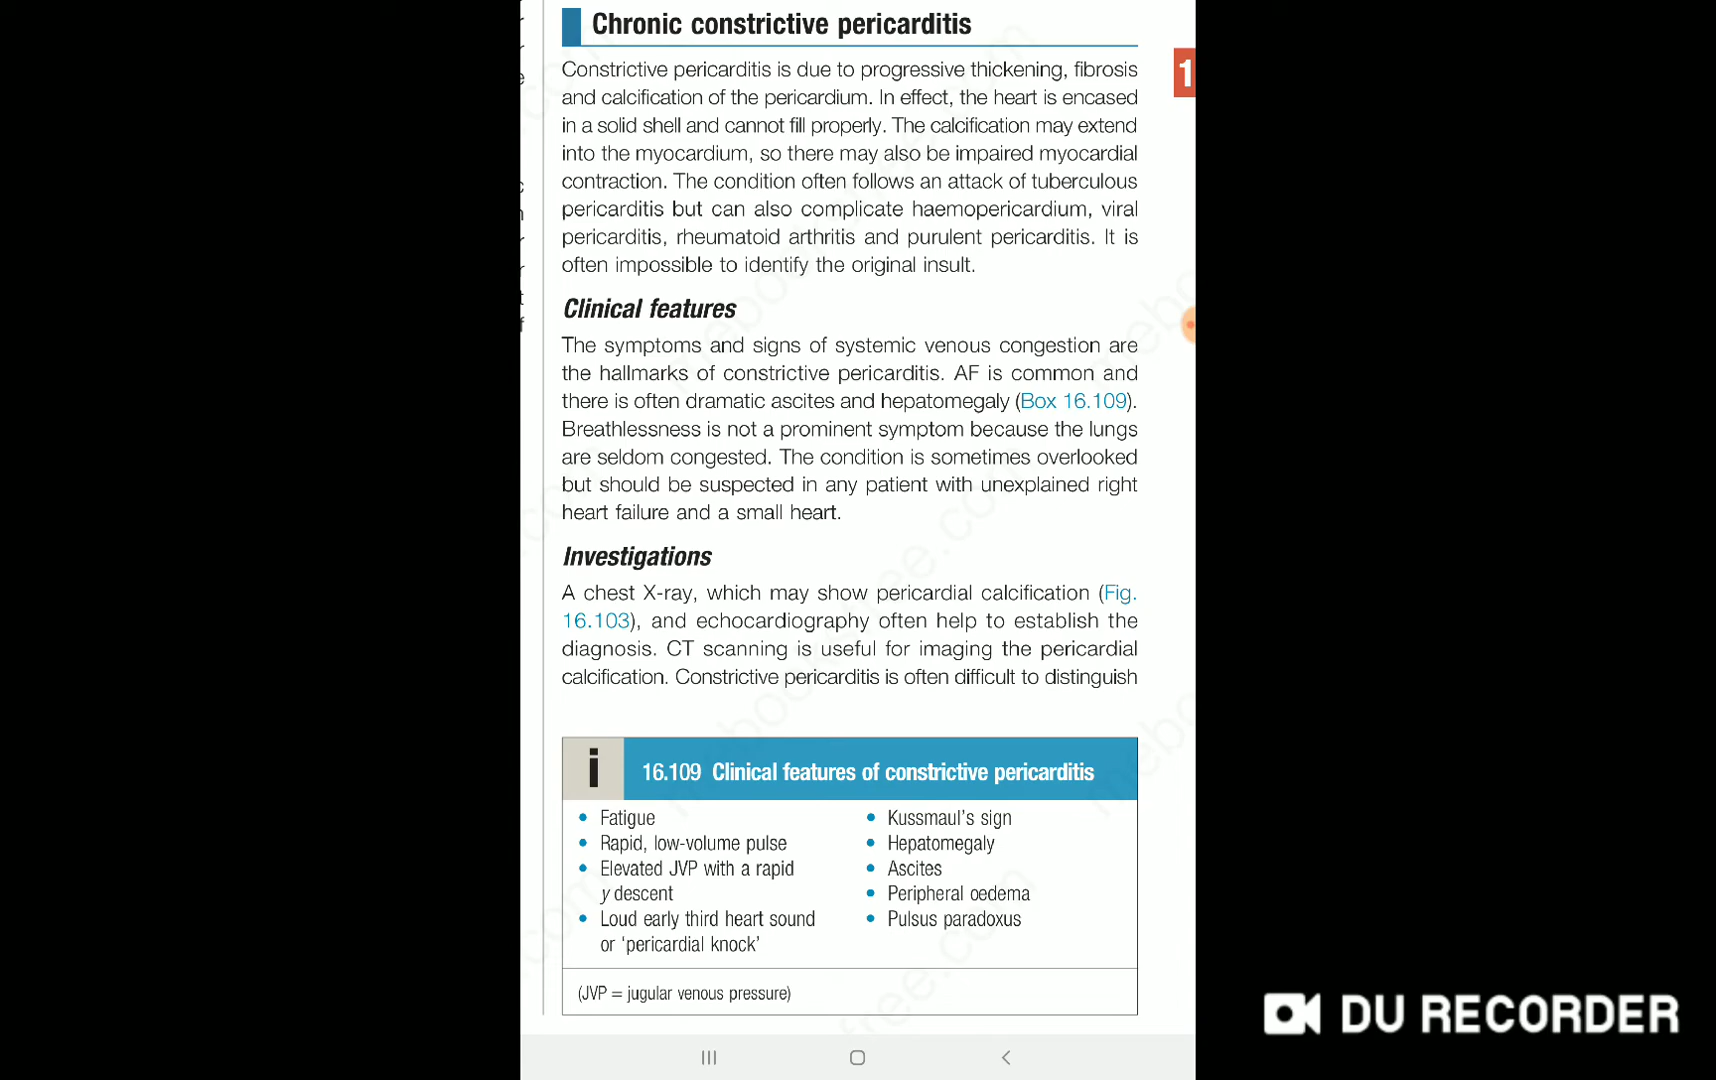 Chronic constrictive pericarditis
1
Constrictive pericarditis is due to progressive thickening, fibrosis
and calcification of the pericardium. In effect, the heart is encased
in a solid shell and cannot fill properly. The calcification may extend
into the myocardium, so there may also be impaired myocardial
contraction. The condition often follows an attack of tuberculous
pericarditis but can also complicate haemopericardium, viral
pericarditis, rheumatoid arthritis and purulent pericarditis. It is
often impossible to identify the original insult.
Clinical features
The symptoms and signs of systemic venous congestion are
the hallmarks of constrictive pericarditis. AF is common and
there is often dramatic ascites and hepatomegaly (Box 16.109).
Breathlessness is not a prominent symptom because the lungs
are seldom congested. The condition is sometimes overlooked
but should be suspected in any patient with unexplained right
heart failure and a small heart.
Investigations
A chest X-ray, which may show pericardial calcification (Fig.
16.103), and echocardiography often help to establish the
diagnosis. CT scanning is useful for imaging the pericardial
calcification. Constrictive pericarditis is often difficult to distinguish
i
16.109 Clinical features of constrictive pericarditis
• Fatigue
• Rapid, low-volume pulse
• Elevated JVP with a rapid
y descent
• Loud early third heart sound
or 'pericardial knock'
• Kussmaul's sign
• Hepatomegaly
• Ascites
• Peripheral oedema
• Pulsus paradoxus
(JVP = jugular venous pressure)
DU RECORDER